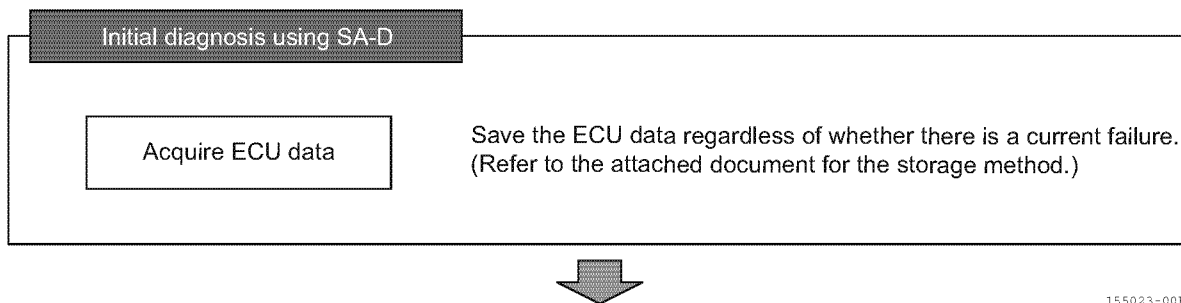 Initial diagnosis using SA-D
Acquire ECU data
Save the ECU data regardless of whether there is a current failure.
(Refer to the attached document for the storage method.)
155023-00E